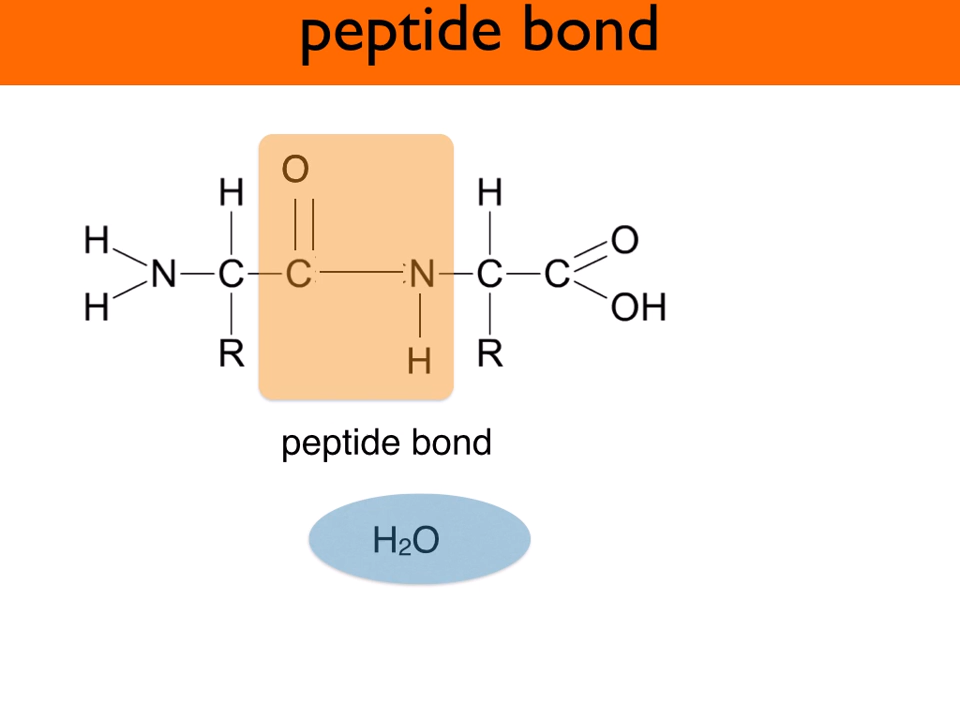 peptide bond
O
H H
H O
N C C N C C
H OH
R H R
peptide bond
H₂O